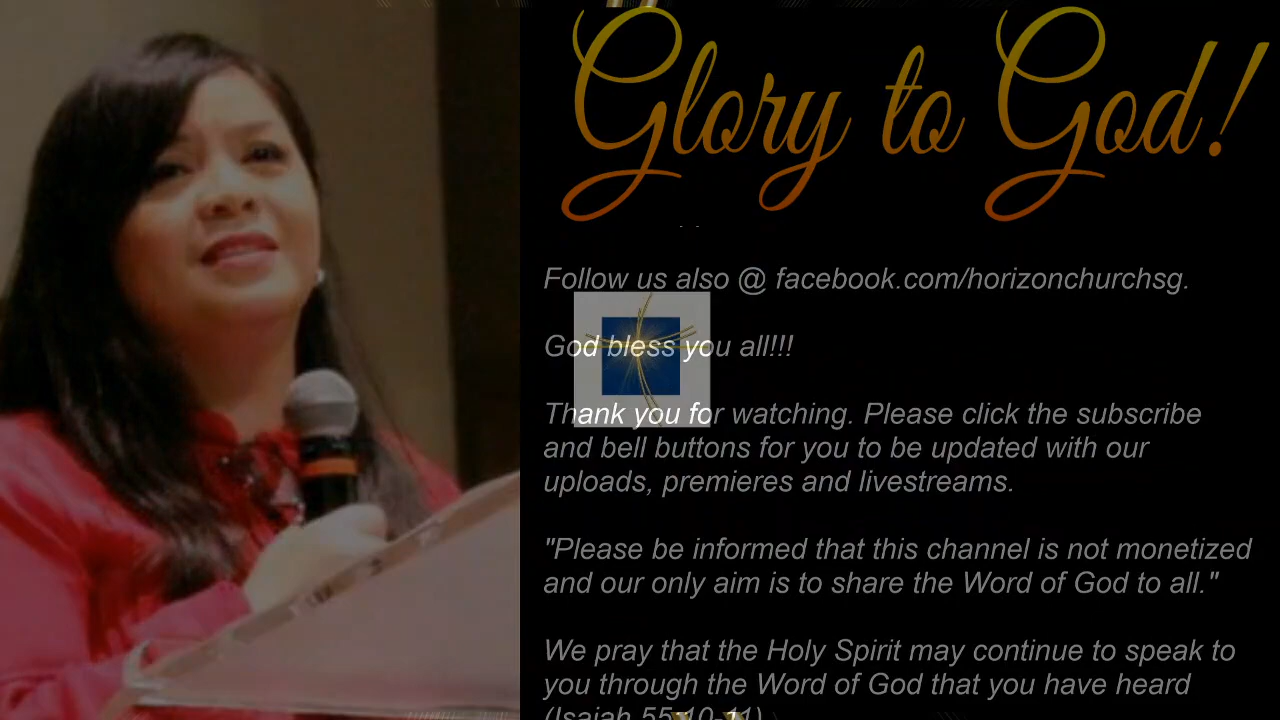 Glory to God!
Follow us also @ facebook.com/horizonchurchsg.
God bless you all!!!
Thank you for watching. Please click the subscribe
and bell buttons for you to be updated with our
uploads, premieres and livestreams.
"Please be informed that this channel is not monetized
and our only aim is to share the Word of God to all."
We pray that the Holy Spirit may continue to speak to
you through the Word of God that you have heard
(Isaiah 55:10-11)